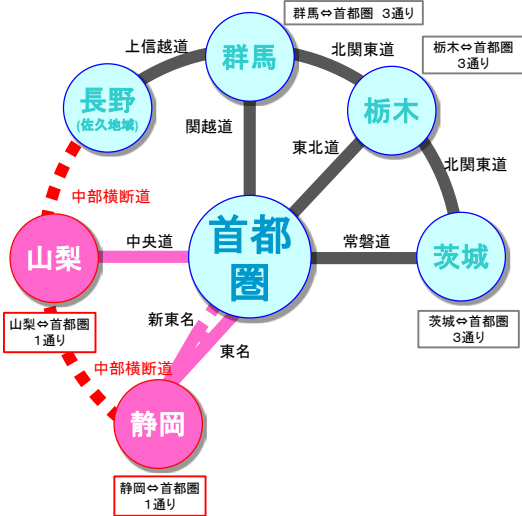 群馬⇔首都圏 3通り
上信越道
群馬
北関東道
栃木⇔首都圏
3通り
長野
(佐久地域)
関越道
栃木
東北道
北関東道
中部横断道
首都
圏
山梨
中央道
常磐道
茨城
山梨⇔首都圏
1通り
新東名
東名
茨城⇔首都圏
3通り
中部横断道
静岡
静岡⇔首都圏
1通り